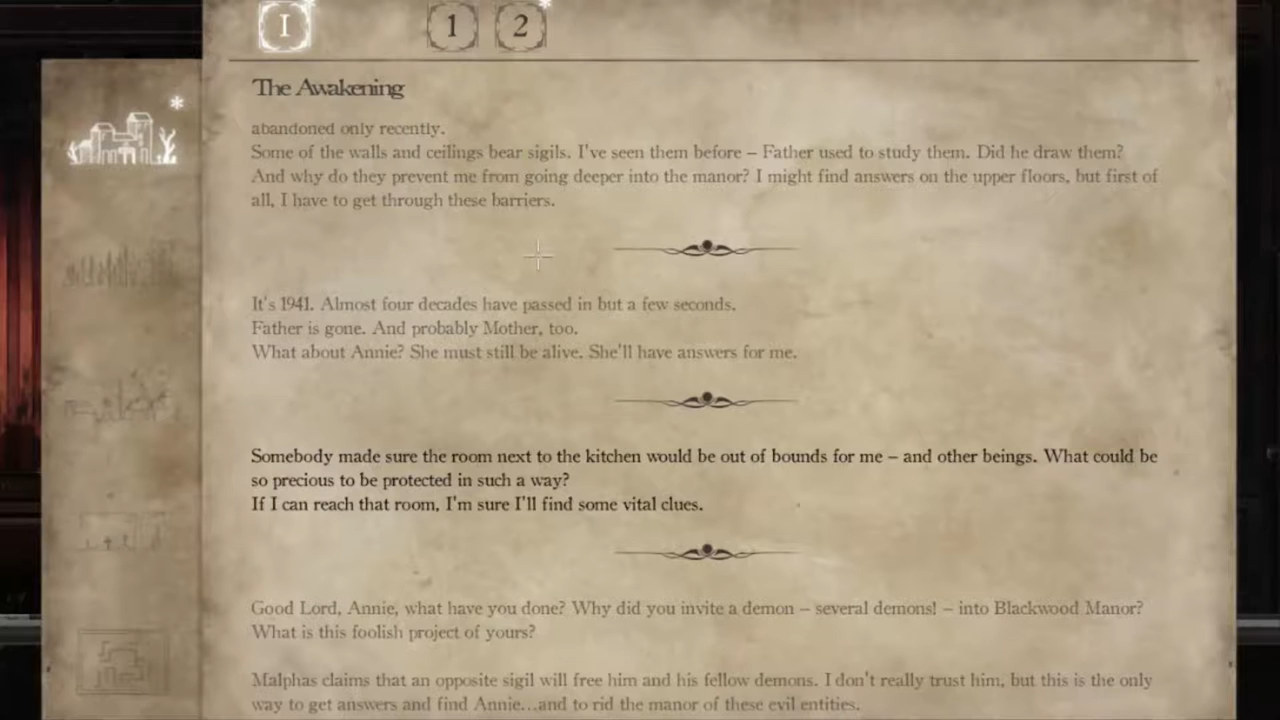 I 1 2
The Awakening
abandoned only recently.
Some of the walls and ceilings bear sigils. I've seen them before – Father used to study them. Did he draw them?
And why do they prevent me from going deeper into the manor? I might find answers on the upper floors, but first of
all, I have to get through these barriers.
It's 1941. Almost four decades have passed in but a few seconds.
Father is gone. And probably Mother, too.
What about Annie? She must still be alive. She'll have answers for me.
Somebody made sure the room next to the kitchen would be out of bounds for me – and other beings. What could be
so precious to be protected in such a way?
If I can reach that room, I'm sure I'll find some vital clues.
Good Lord, Annie, what have you done? Why did you invite a demon – several demons! – into Blackwood Manor?
What is this foolish project of yours?
Malphas claims that an opposite sigil will free him and his fellow demons. I don't really trust him, but this is the only
way to get answers and find Annie...and to rid the manor of these evil entities.